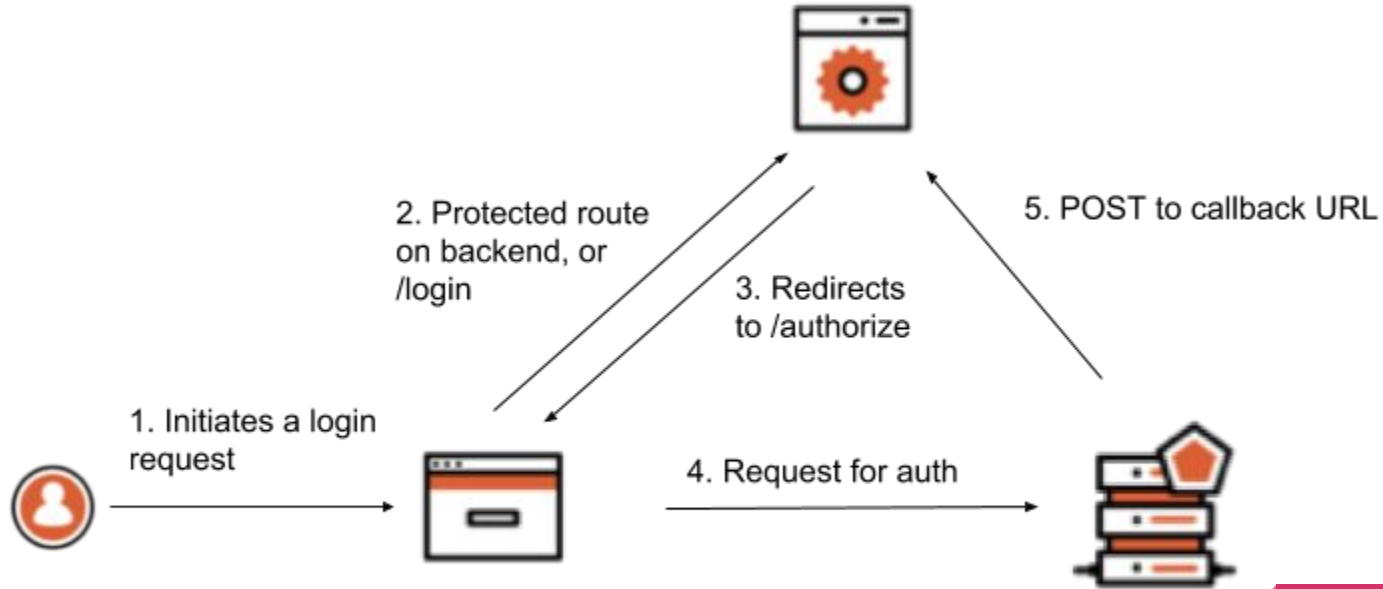 2. Protected route
on backend, or
/login
5. POST to callback URL
3. Redirects
to /authorize
1. Initiates a login
request
4. Request for auth